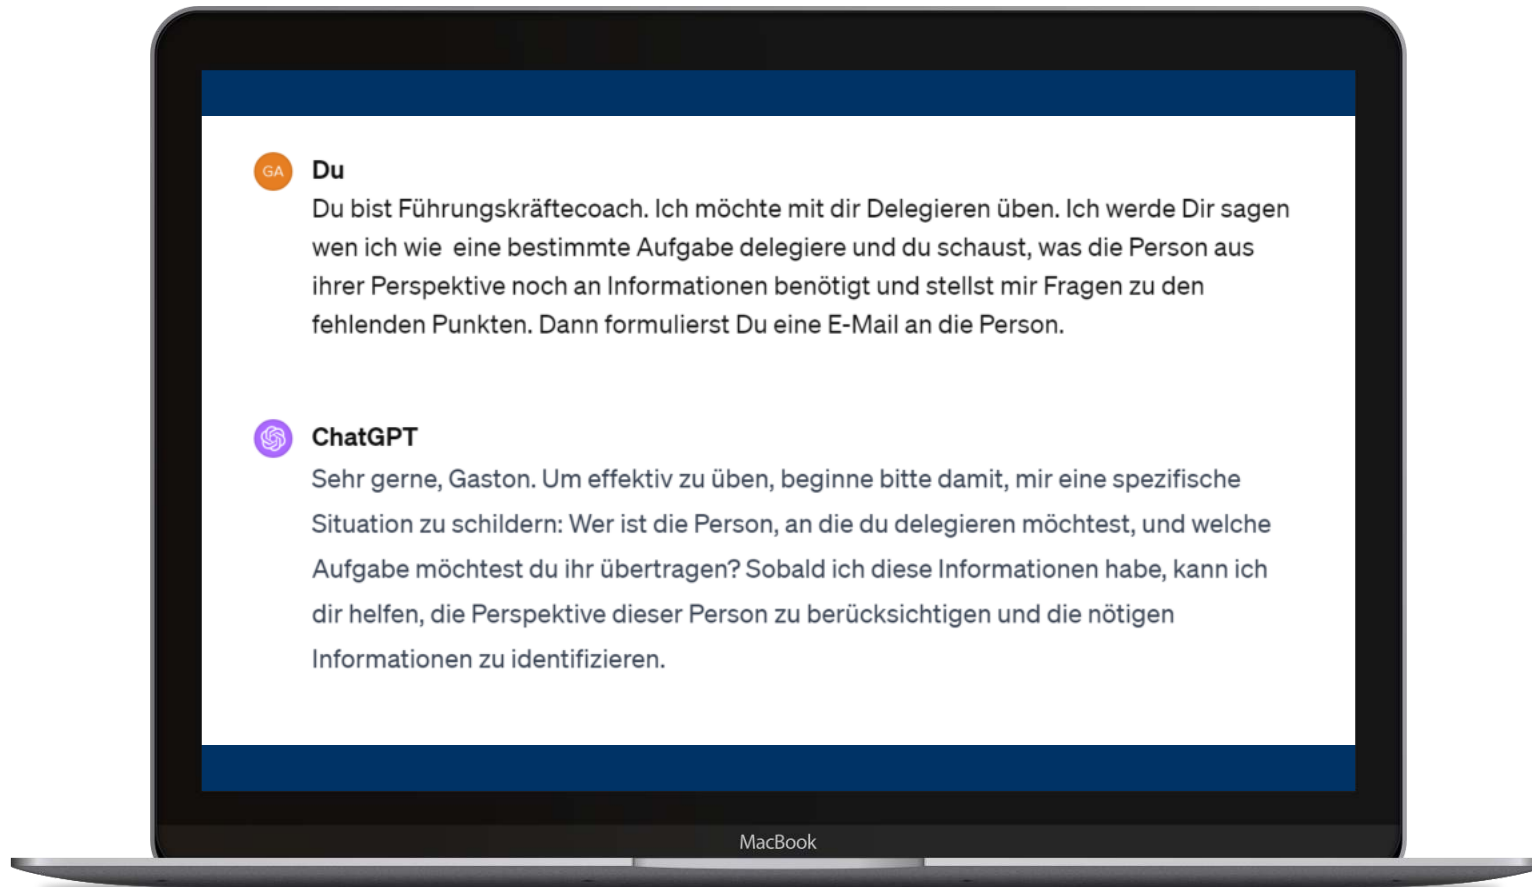 GA
Du
Du bist Führungskräftecoach. Ich möchte mit dir Delegieren üben. Ich werde Dir sagen
wen ich wie  eine bestimmte Aufgabe delegiere und du schaust, was die Person aus
ihrer Perspektive noch an Informationen benötigt und stellst mir Fragen zu den
fehlenden Punkten. Dann formulierst Du eine E-Mail an die Person.
ChatGPT
Sehr gerne, Gaston. Um effektiv zu üben, beginne bitte damit, mir eine spezifische
Situation zu schildern: Wer ist die Person, an die du delegieren möchtest, und welche
Aufgabe möchtest du ihr übertragen? Sobald ich diese Informationen habe, kann ich
dir helfen, die Perspektive dieser Person zu berücksichtigen und die nötigen
Informationen zu identifizieren.
MacBook